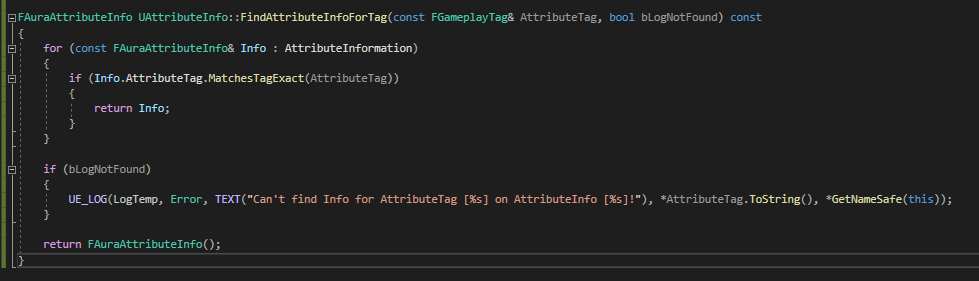 FAuraAttributeInfo UAttributeInfo::FindAttributeInfoForTag(const FGameplayTag& AttributeTag, bool bLogNotFound) const
{
    for (const FAuraAttributeInfo& Info : AttributeInformation)
    {
        if (Info.AttributeTag.MatchesTagExact(AttributeTag))
        {
            return Info;
        }
    }

    if (bLogNotFound)
    {
        UE_LOG(LogTemp, Error, TEXT("Can't find Info for AttributeTag [%s] on AttributeInfo [%s]!"), *AttributeTag.ToString(), *GetNameSafe(this));
    }

    return FAuraAttributeInfo();
}